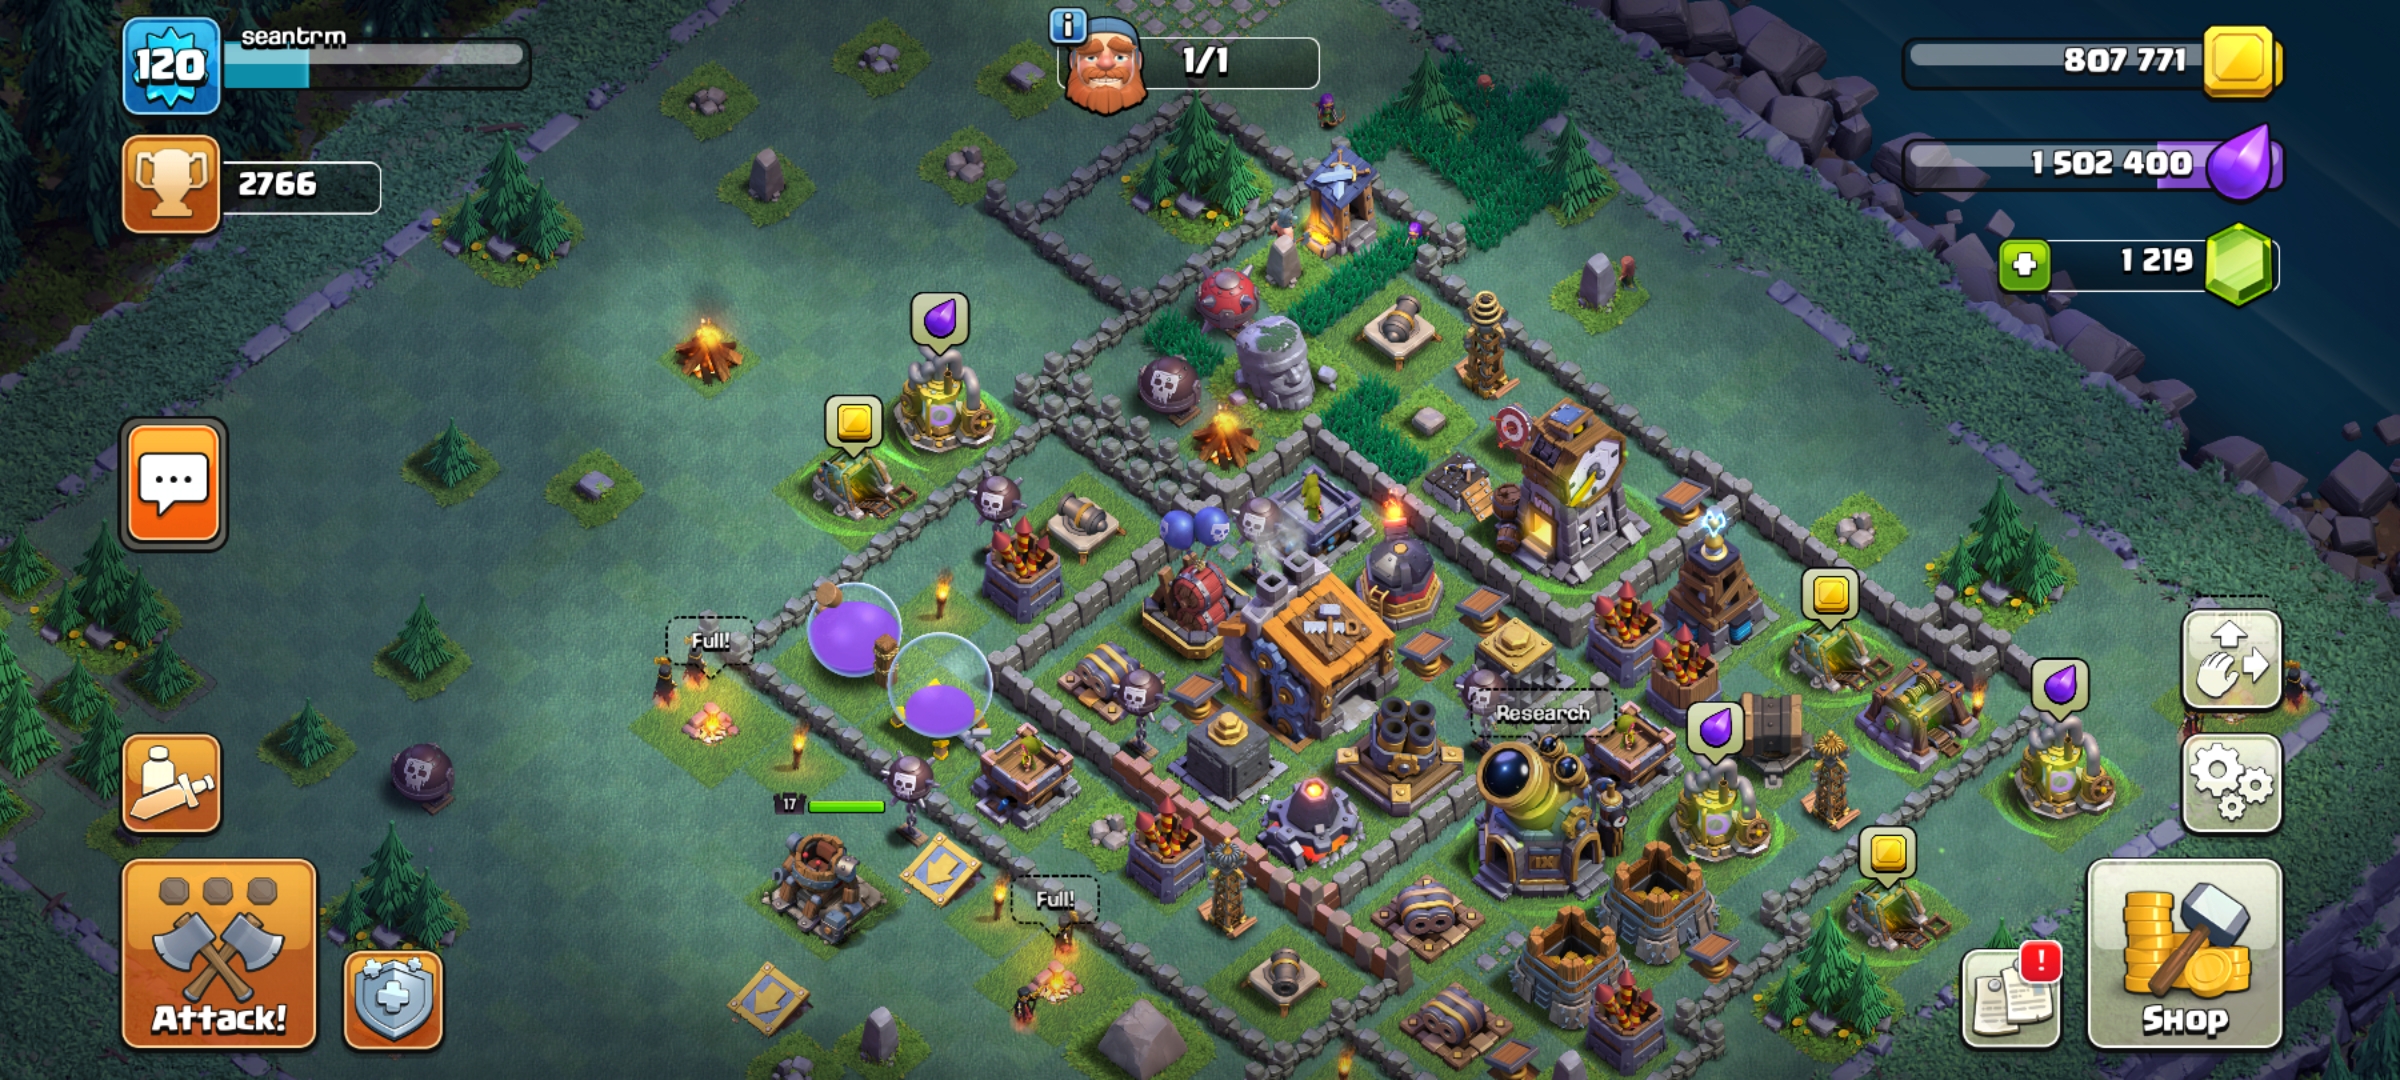 120
seantrm
i
1/1
807 771
2766
1 502 400
1 219
Full!
Research
17
Full!
Attack!
!
Shop